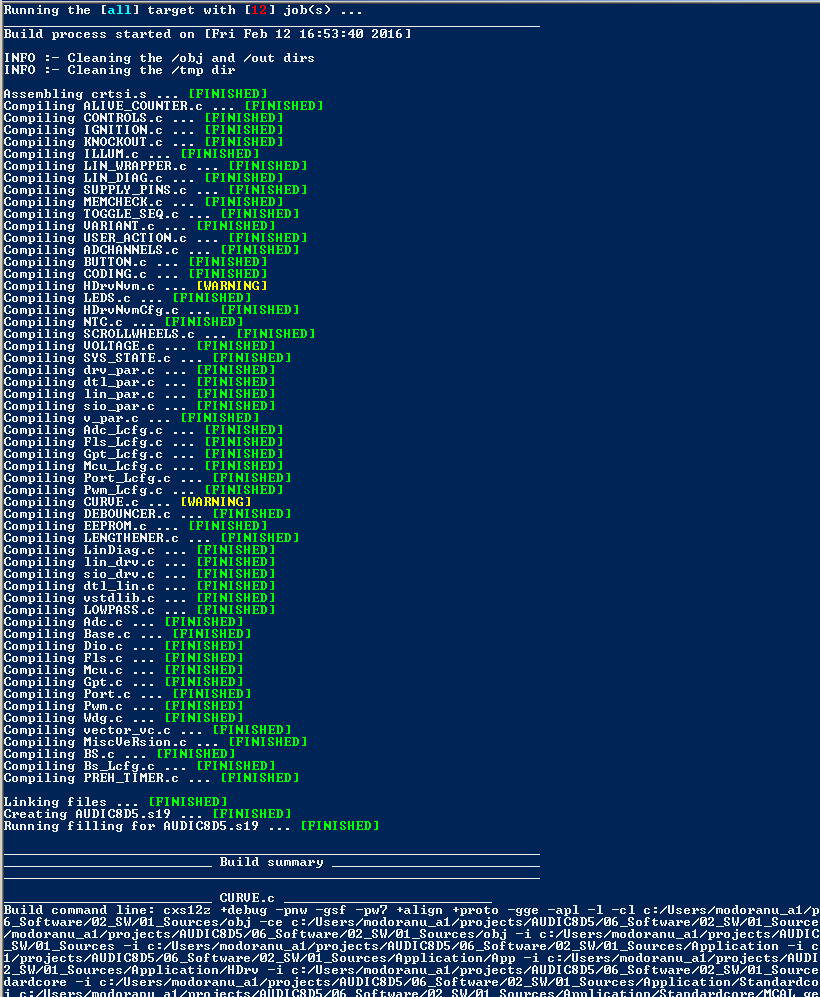 Running the [all] target with [12] job(s) ...
Build process started on [Fri Feb 12 16:53:40 2016]
INFO :- Cleaning the /obj and /out dirs
INFO :- Cleaning the /tmp dir
Assembling crtsi.s ... [FINISHED]
Compiling ALIVE_COUNTER.c ... [FINISHED]
Compiling CONTROLS.c ... [FINISHED]
Compiling IGNITION.c ... [FINISHED]
Compiling KNOCKOUT.c ... [FINISHED]
Compiling ILLUM.c ... [FINISHED]
Compiling LIN_WRAPPER.c ... [FINISHED]
Compiling LIN_DIAG.c ... [FINISHED]
Compiling SUPPLY_PINS.c ... [FINISHED]
Compiling MEMCHECK.c ... [FINISHED]
Compiling TOGGLE_SEQ.c ... [FINISHED]
Compiling VARIANT.c ... [FINISHED]
Compiling USER_ACTION.c ... [FINISHED]
Compiling ADCHANNELS.c ... [FINISHED]
Compiling BUTTON.c ... [FINISHED]
Compiling CODING.c ... [FINISHED]
Compiling HDrvNvm.c ... [WARNING]
Compiling LEDS.c ... [FINISHED]
Compiling HDrvNvmCfg.c ... [FINISHED]
Compiling NTC.c ... [FINISHED]
Compiling SCROLLWHEELS.c ... [FINISHED]
Compiling VOLTAGE.c ... [FINISHED]
Compiling SYS_STATE.c ... [FINISHED]
Compiling drv_par.c ... [FINISHED]
Compiling dtl_par.c ... [FINISHED]
Compiling lin_par.c ... [FINISHED]
Compiling sio_par.c ... [FINISHED]
Compiling v_par.c ... [FINISHED]
Compiling Adc_Lcfg.c ... [FINISHED]
Compiling Fls_Lcfg.c ... [FINISHED]
Compiling Gpt_Lcfg.c ... [FINISHED]
Compiling Mcu_Lcfg.c ... [FINISHED]
Compiling Port_Lcfg.c ... [FINISHED]
Compiling Pwm_Lcfg.c ... [FINISHED]
Compiling CURVE.c ... [WARNING]
Compiling DEBOUNCER.c ... [FINISHED]
Compiling EEPROM.c ... [FINISHED]
Compiling LENGTHENER.c ... [FINISHED]
Compiling LinDiag.c ... [FINISHED]
Compiling lin_drv.c ... [FINISHED]
Compiling sio_drv.c ... [FINISHED]
Compiling dtl_lin.c ... [FINISHED]
Compiling vstdlib.c ... [FINISHED]
Compiling LOWPASS.c ... [FINISHED]
Compiling Adc.c ... [FINISHED]
Compiling Base.c ... [FINISHED]
Compiling Dio.c ... [FINISHED]
Compiling Fls.c ... [FINISHED]
Compiling Mcu.c ... [FINISHED]
Compiling Gpt.c ... [FINISHED]
Compiling Port.c ... [FINISHED]
Compiling Pwm.c ... [FINISHED]
Compiling Wdg.c ... [FINISHED]
Compiling vector_vc.c ... [FINISHED]
Compiling MiscVeRsion.c ... [FINISHED]
Compiling BS.c ... [FINISHED]
Compiling Bs_Lcfg.c ... [FINISHED]
Compiling PREH_TIMER.c ... [FINISHED]
Linking files ... [FINISHED]
Creating AUDIC8D5.s19 ... [FINISHED]
Running filling for AUDIC8D5.s19 ... [FINISHED]
Build summary
CURVE.c
Build command line: cxs12z +debug -pnw -gsf -pw7 +align +proto -gge -apl -l -cl c:/Users/modoranu_a1/p
6_Software/02_SW/01_Sources/obj -ce c:/Users/modoranu_a1/projects/AUDIC8D5/06_Software/02_SW/01_Source
/modoranu_a1/projects/AUDIC8D5/06_Software/02_SW/01_Sources/obj -i c:/Users/modoranu_a1/projects/AUDIC
_SW/01_Sources -i c:/Users/modoranu_a1/projects/AUDIC8D5/06_Software/02_SW/01_Sources/Application -i c
1/projects/AUDIC8D5/06_Software/02_SW/01_Sources/Application/App -i c:/Users/modoranu_a1/projects/AUDI
2_SW/01_Sources/Application/HDrv -i c:/Users/modoranu_a1/projects/AUDIC8D5/06_Software/02_SW/01_Source
dardcore -i c:/Users/modoranu_a1/projects/AUDIC8D5/06_Software/02_SW/01_Sources/Application/Standardco
i c:/Users/modoranu_a1/projects/AUDIC8D5/06_Software/02_SW/01_Sources/Application/Standardcore/MCAL_ge